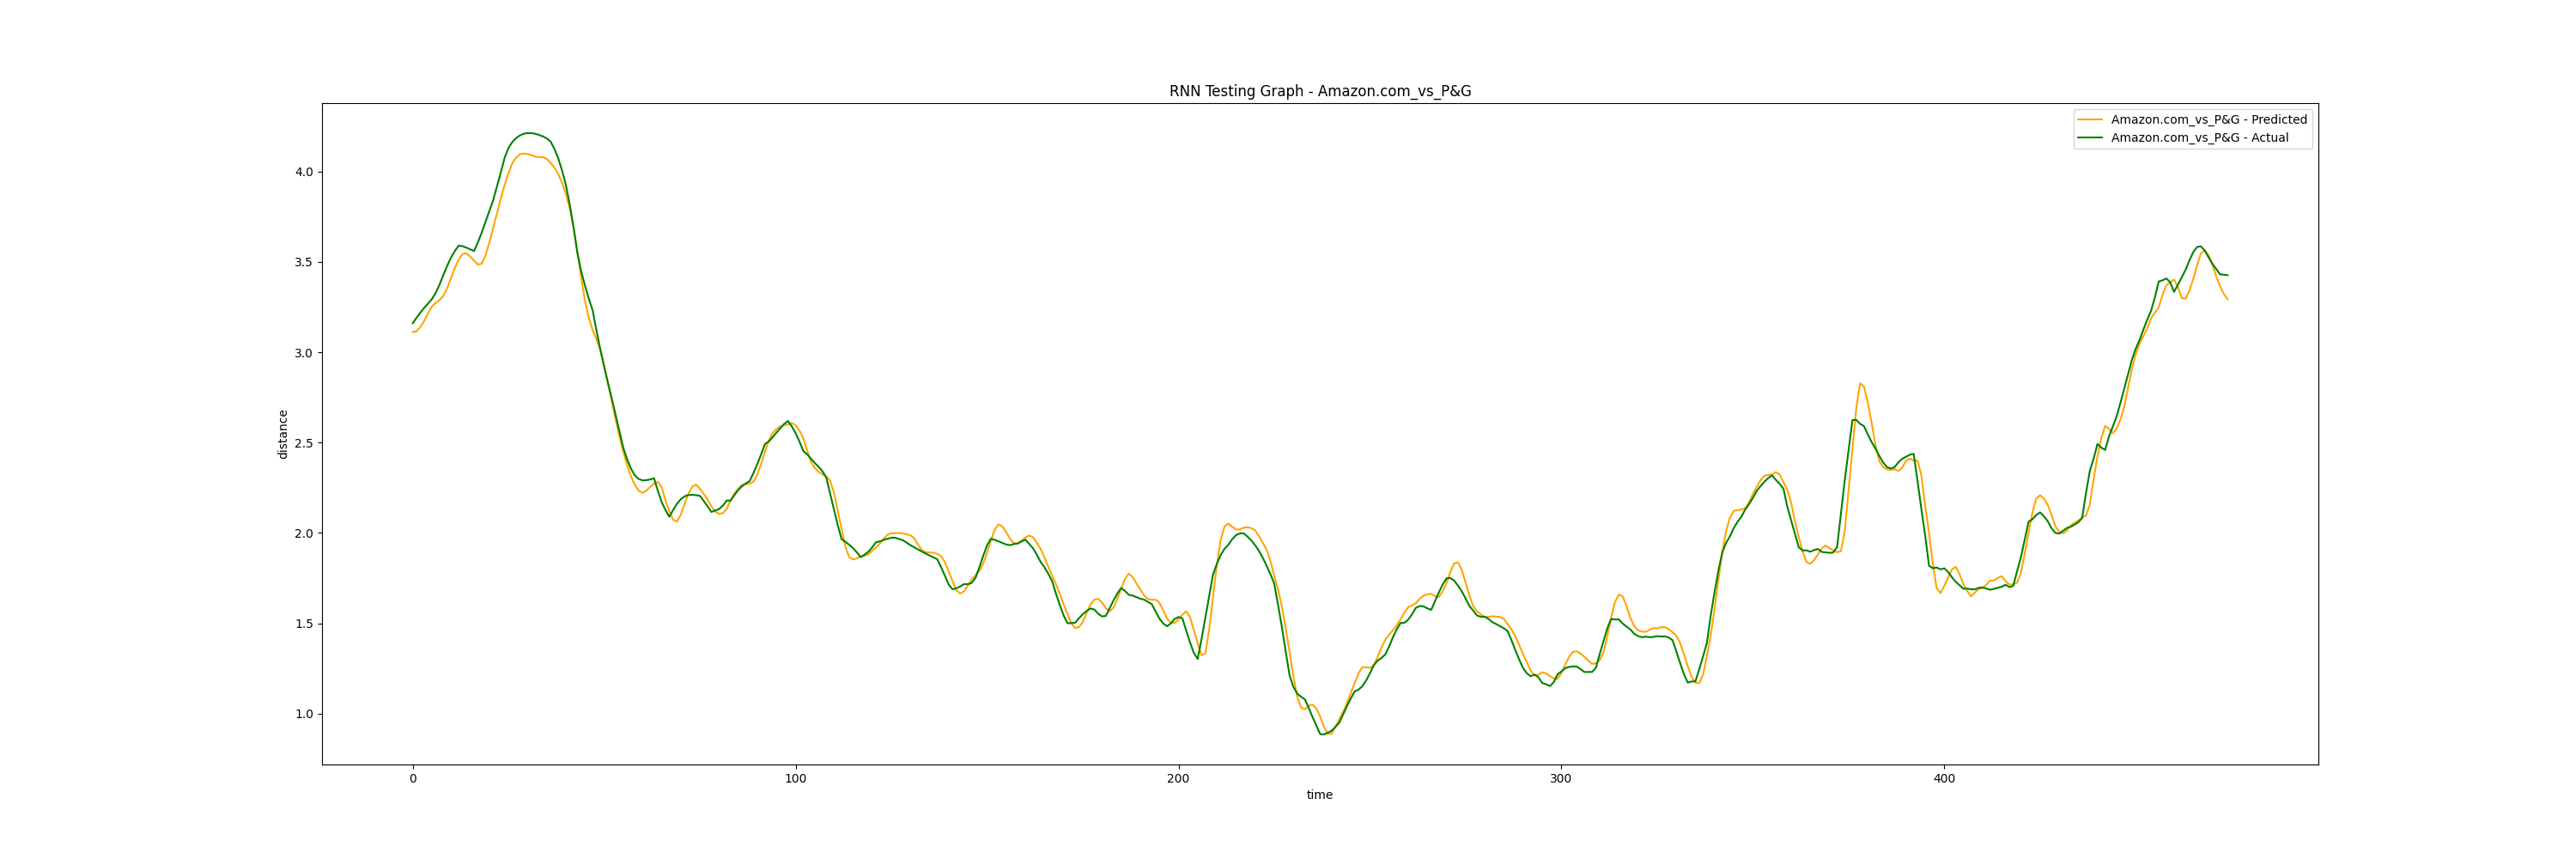 RNN Testing Graph - Amazon.com_vs_P&G
Amazon.com_vs_P&G - Predicted
Amazon.com_vs_P&G - Actual
4.0
3.5
3.0
2.5
2.0
1.5
1.0
distance
0 100 200 300 400
time